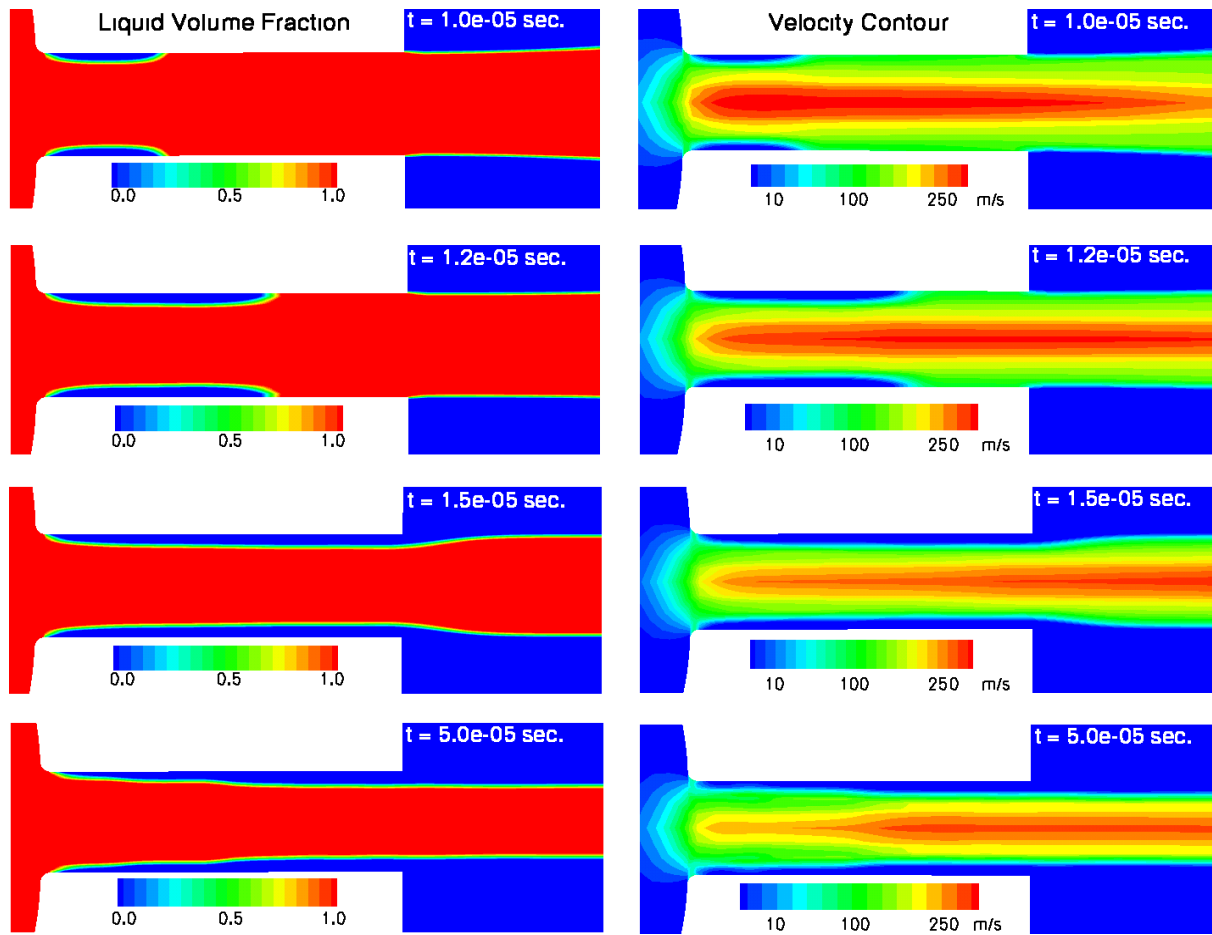 Liquid Volume Fraction
t = 1.0e-05 sec.
Velocity Contour
t = 1.0e-05 sec.
0.0 0.5 1.0
10 100 250 m/s
t = 1.2e-05 sec.
t = 1.2e-05 sec.
0.0 0.5 1.0
10 100 250 m/s
t = 1.5e-05 sec.
t = 1.5e-05 sec.
0.0 0.5 1.0
10 100 250 m/s
t = 5.0e-05 sec.
t = 5.0e-05 sec.
0.0 0.5 1.0
10 100 250 m/s